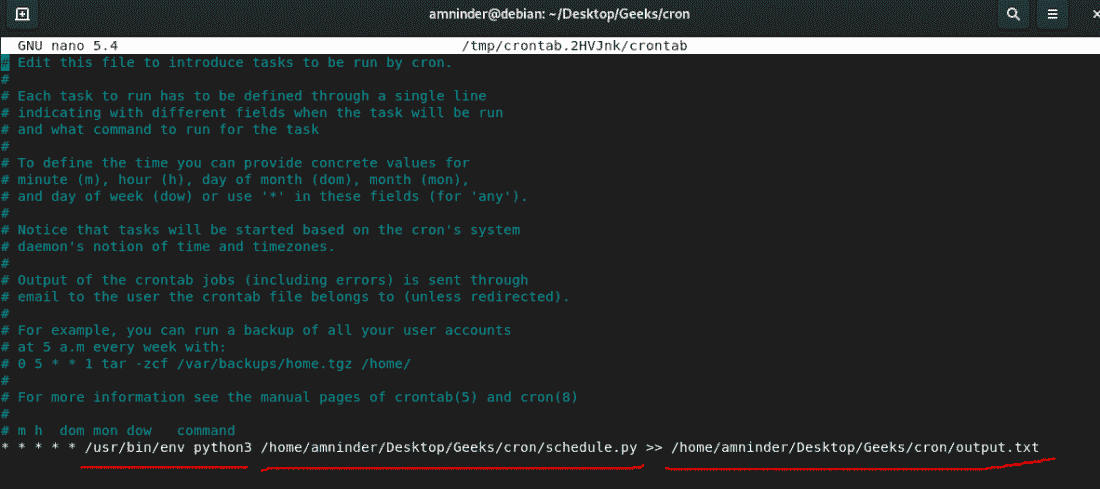 amninder@debian: ~/Desktop/Geeks/cron
GNU nano 5.4 /tmp/crontab.2HVJnk/crontab
# Edit this file to introduce tasks to be run by cron.
#
# Each task to run has to be defined through a single line
# indicating with different fields when the task will be run
# and what command to run for the task
#
# To define the time you can provide concrete values for
# minute (m), hour (h), day of month (dom), month (mon),
# and day of week (dow) or use '*' in these fields (for 'any').
#
# Notice that tasks will be started based on the cron's system
# daemon's notion of time and timezones.
#
# Output of the crontab jobs (including errors) is sent through
# email to the user the crontab file belongs to (unless redirected).
#
# For example, you can run a backup of all your user accounts
# at 5 a.m every week with:
# 0 5 * * 1 tar -zcf /var/backups/home.tgz /home/
#
# For more information see the manual pages of crontab(5) and cron(8)
#
# m h  dom mon dow   command
* * * * * /usr/bin/env python3 /home/amninder/Desktop/Geeks/cron/schedule.py >> /home/amninder/Desktop/Geeks/cron/output.txt